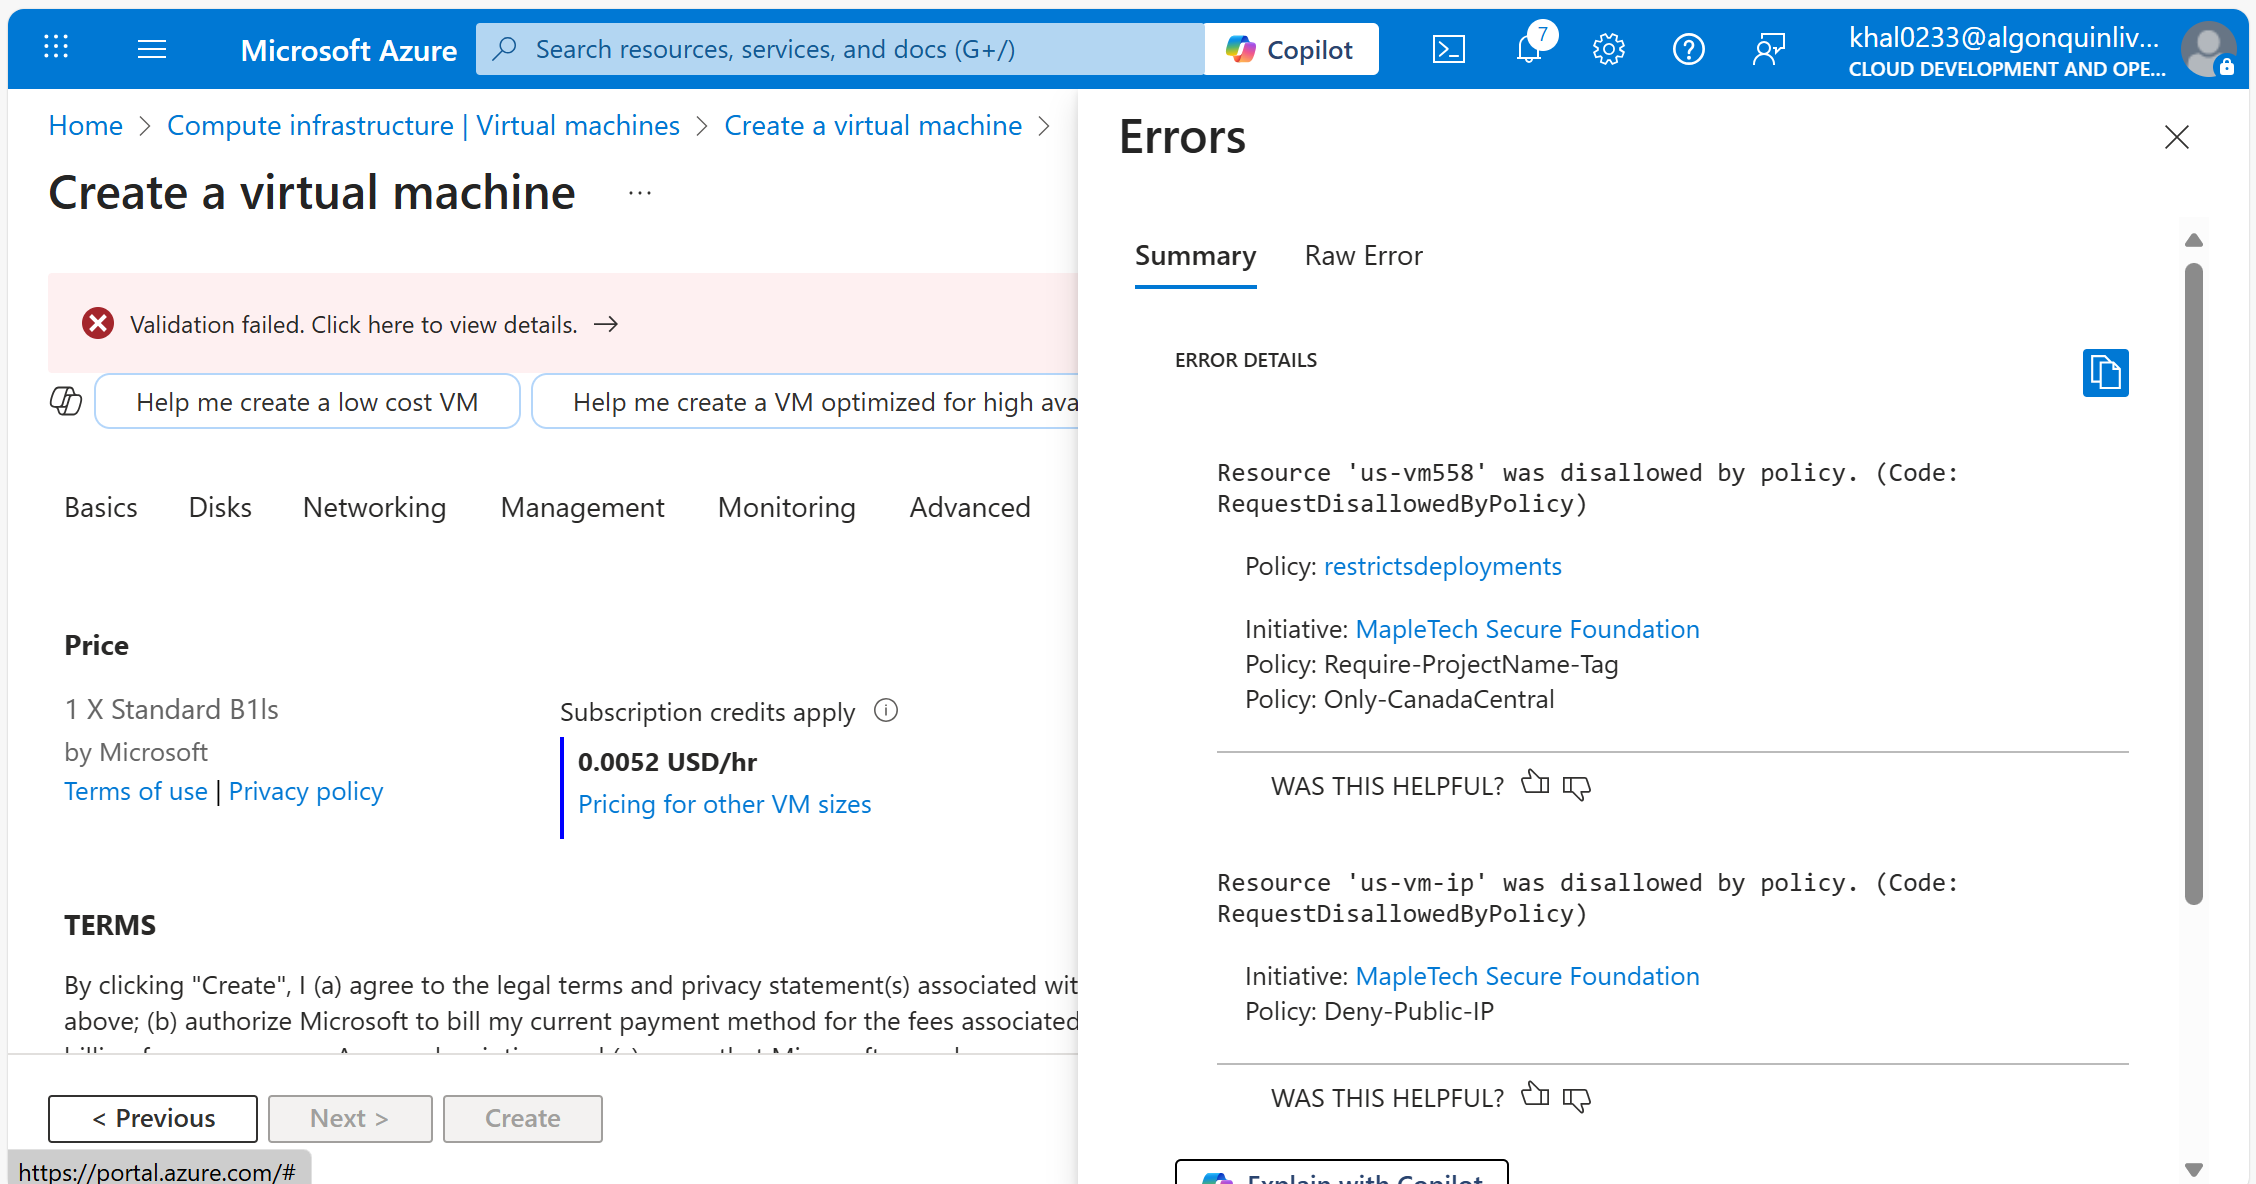 Microsoft Azure
Search resources, services, and docs (G+/)
Copilot
7
khal0233@algonquinliv...
CLOUD DEVELOPMENT AND OPE...
Home > Compute infrastructure | Virtual machines > Create a virtual machine >
Create a virtual machine ...
Validation failed. Click here to view details. →
Help me create a low cost VM
Help me create a VM optimized for high ava
Basics Disks Networking Management Monitoring Advanced
Price
1 X Standard B1ls
by Microsoft
Terms of use | Privacy policy
Subscription credits apply
0.0052 USD/hr
Pricing for other VM sizes
TERMS
By clicking "Create", I (a) agree to the legal terms and privacy statement(s) associated wit
above; (b) authorize Microsoft to bill my current payment method for the fees associated
< Previous
Next >
Create
https://portal.azure.com/#
Errors
Summary
Raw Error
ERROR DETAILS
Resource 'us-vm558' was disallowed by policy. (Code:
RequestDisallowedByPolicy)
Policy: restrictsdeployments
Initiative: MapleTech Secure Foundation
Policy: Require-ProjectName-Tag
Policy: Only-CanadaCentral
WAS THIS HELPFUL?
Resource 'us-vm-ip' was disallowed by policy. (Code:
RequestDisallowedByPolicy)
Initiative: MapleTech Secure Foundation
Policy: Deny-Public-IP
WAS THIS HELPFUL?
Explain with Copilot